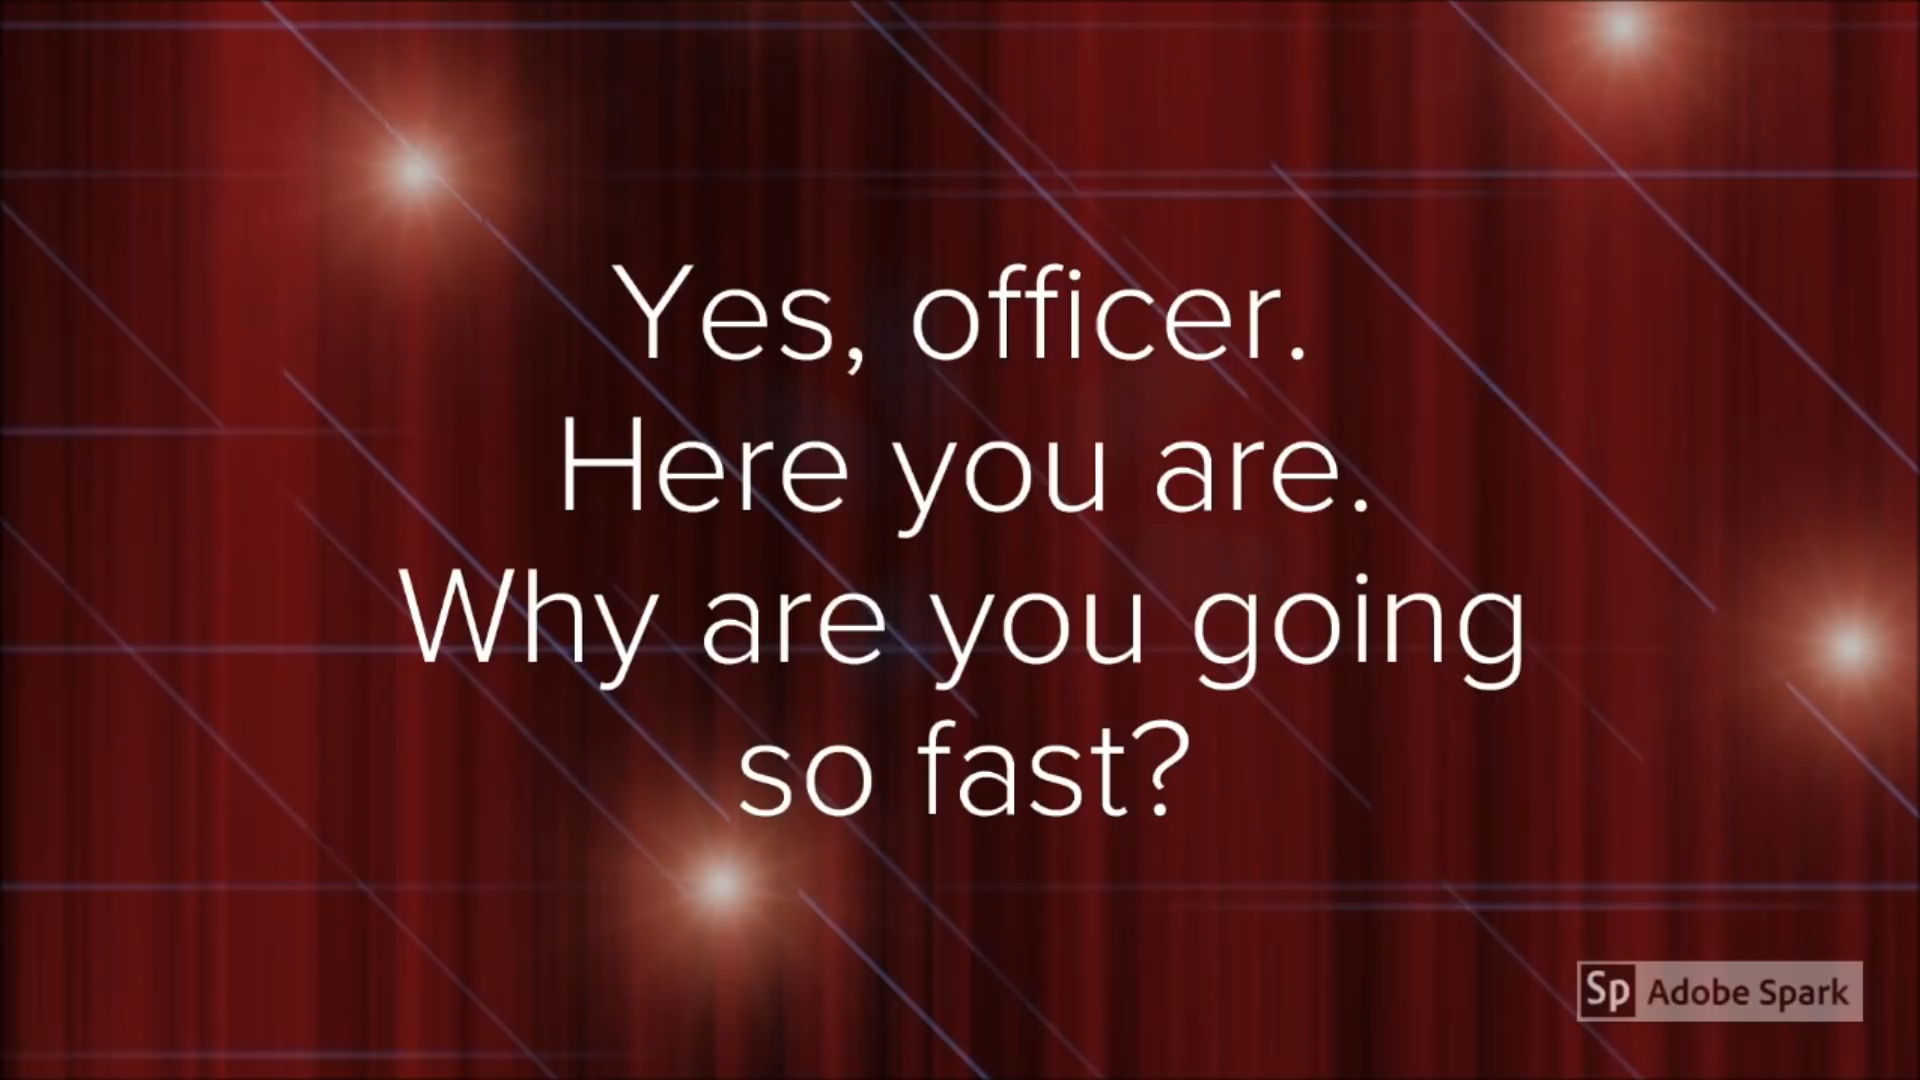 Yes, officer.
Here you are.
Why are you going
so fast?
Sp Adobe Spark